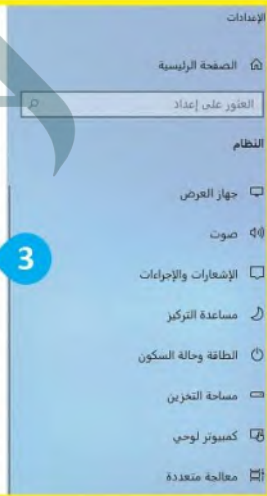 الإعدادات
الصفحة الرئيسية
العثور على إعداد
النظام
جهاز العرض
صوت
3
الإشعارات والإجراءات
مساعدة التركيز
الطاقة وحالة السكون
مساحة التخزين
كمبيوتر لوحي
معالجة متعددة